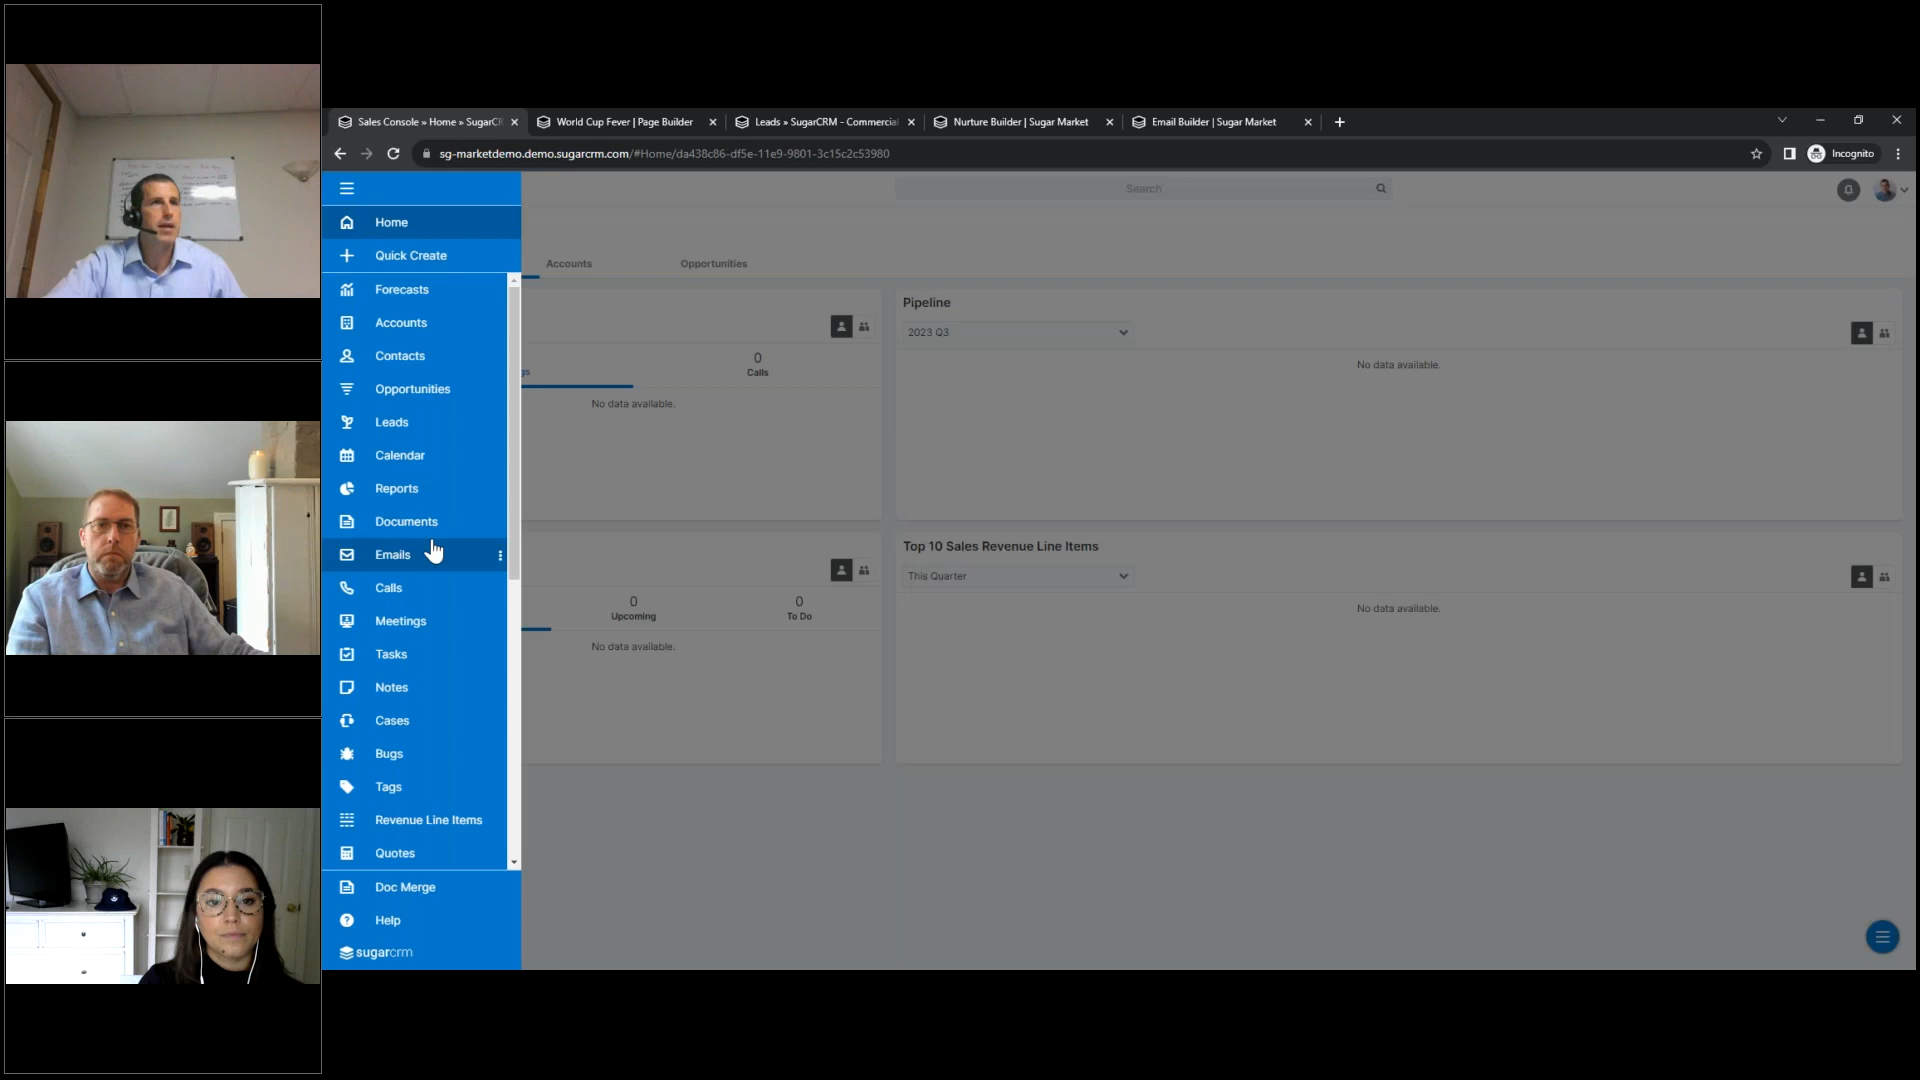 Sales Console » Home » SugarCR
World Cup Fever | Page Builder
Leads » SugarCRM - Commercial
Nurture Builder | Sugar Market
Email Builder | Sugar Market
sg-marketdemo.demo.sugarcrm.com/#Home/da438c86-df5e-11e9-9801-3c15c2c53980
Incognito
Search
Home
Quick Create
Forecasts
Accounts
Contacts
Opportunities
Leads
Calendar
Reports
Documents
Emails
Calls
Meetings
Tasks
Notes
Cases
Bugs
Tags
Revenue Line Items
Quotes
Doc Merge
Help
sugarcrm
Accounts
Opportunities
gs
0
Calls
No data available.
Pipeline
2023 Q3
No data available.
0
Upcoming
0
To Do
No data available.
Top 10 Sales Revenue Line Items
This Quarter
No data available.